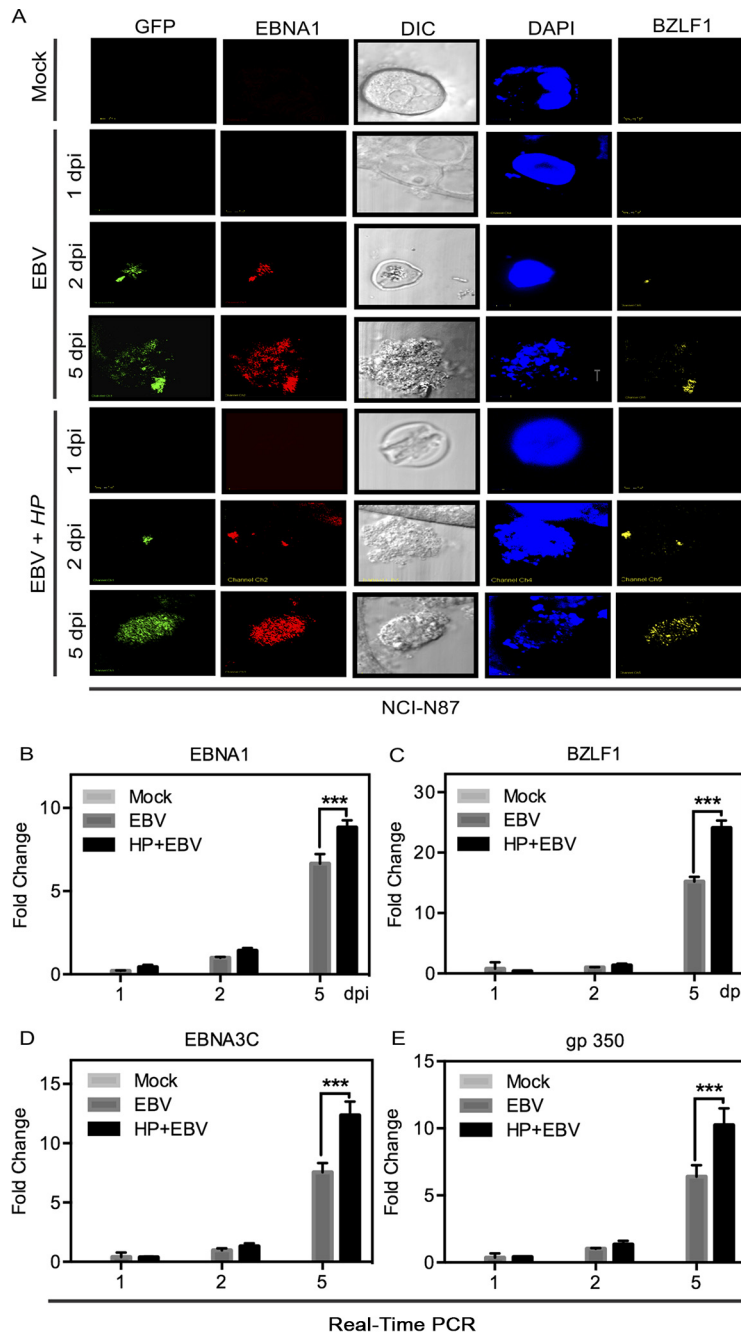 A
GFP EBNA1 DIC DAPI BZLF1
Mock
EBV
1 dpi
2 dpi
5 dpi
EBV + HP
1 dpi
2 dpi
Channel Ch2
Channel Ch4
Channel Ch5
5 dpi
NCI-N87
B EBNA1
Fold Change
10
5
0
Mock
EBV
HP+EBV
***
1 2 5 dpi
C BZLF1
Fold Change
30
20
10
0
Mock
EBV
HP+EBV
***
1 2 5 dp
D EBNA3C
Fold Change
15
10
5
0
Mock
EBV
HP+EBV
***
1 2 5
E gp 350
Fold Change
15
10
5
0
Mock
EBV
HP+EBV
***
1 2 5
Real-Time PCR